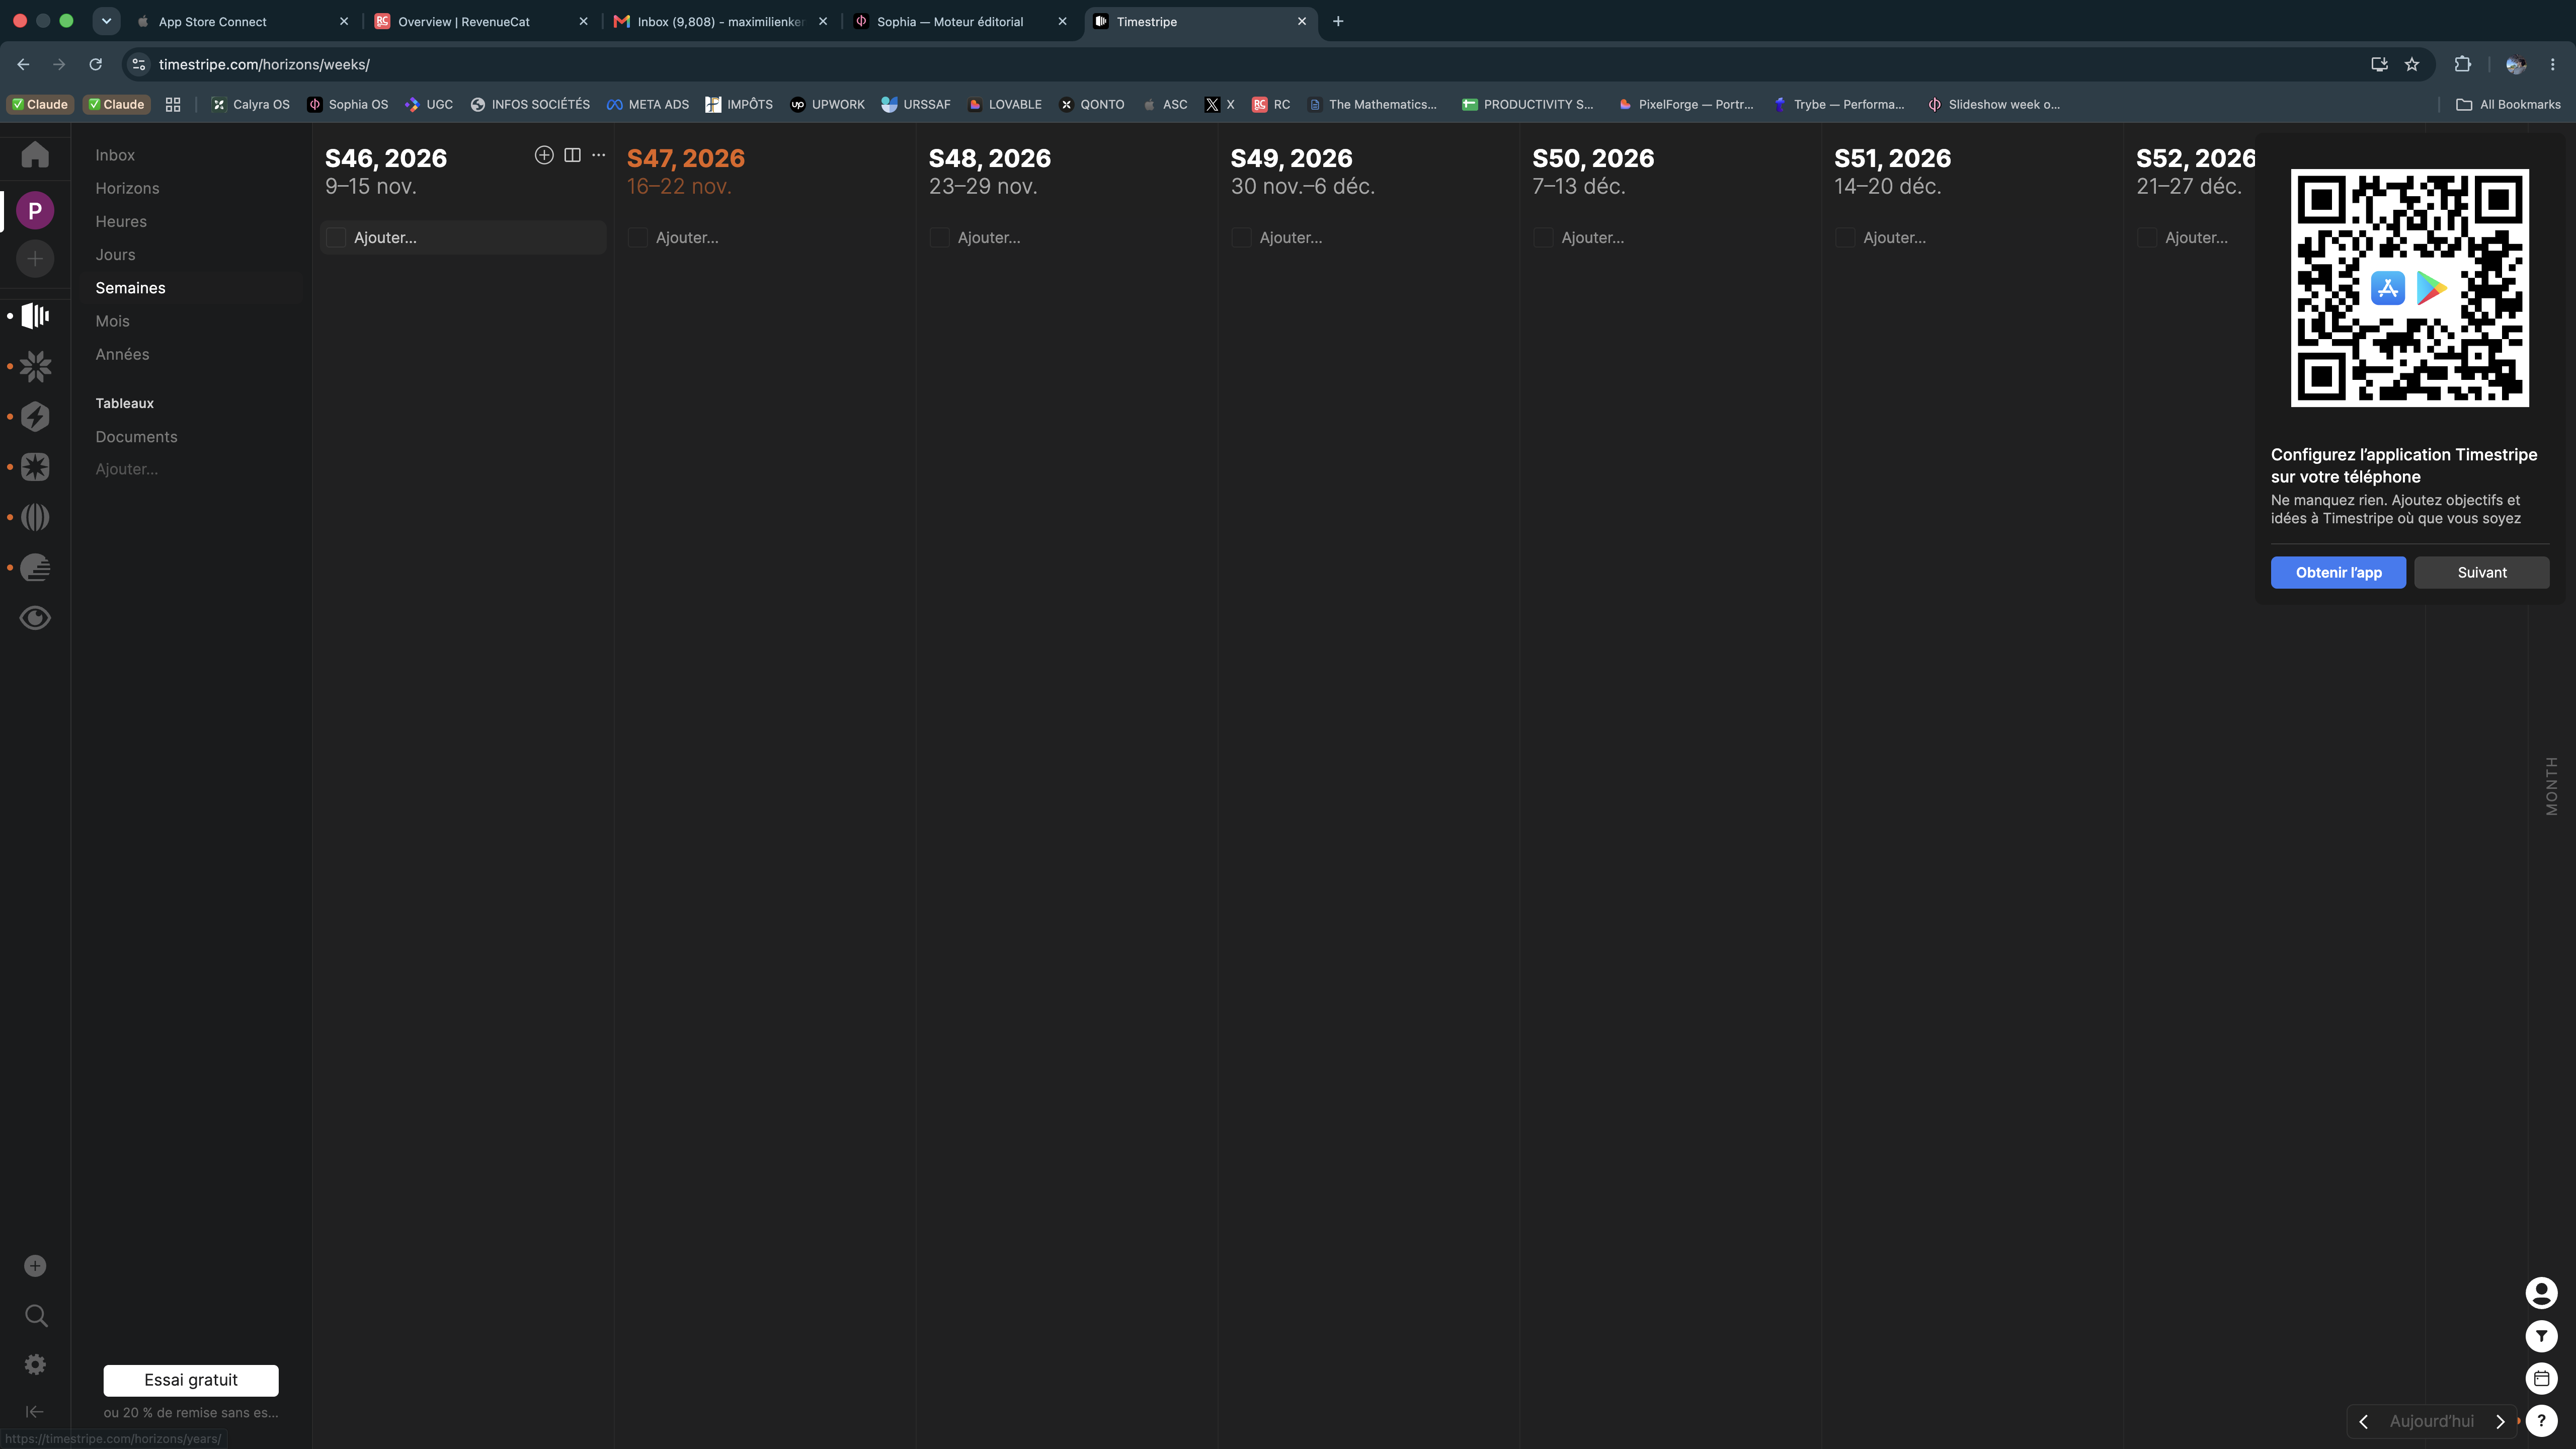 App Store Connect
Overview | RevenueCat
Inbox (9,808) - maximilienker
Sophia — Moteur éditorial
Timestripe
timestripe.com/horizons/weeks/
Claude
Claude
Calyra OS
Sophia OS
UGC
INFOS SOCIÉTÉS
META ADS
IMPÔTS
UPWORK
URSSAF
LOVABLE
QONTO
ASC
X
RC
The Mathematics...
PRODUCTIVITY S...
PixelForge — Portr...
Trybe — Performa...
Slideshow week o...
All Bookmarks
P
Inbox
Horizons
Heures
Jours
Semaines
Mois
Années
Tableaux
Documents
Ajouter...
Essai gratuit
ou 20 % de remise sans es...
https://timestripe.com/horizons/years/
S46, 2026
9–15 nov.
Ajouter...
S47, 2026
16–22 nov.
Ajouter...
S48, 2026
23–29 nov.
Ajouter...
S49, 2026
30 nov.–6 déc.
Ajouter...
S50, 2026
7–13 déc.
Ajouter...
S51, 2026
14–20 déc.
Ajouter...
S52, 2026
21–27 déc.
Ajouter...
Configurez l’application Timestripe
sur votre téléphone
Ne manquez rien. Ajoutez objectifs et
idées à Timestripe où que vous soyez
Obtenir l’app
Suivant
MONTH
Aujourd’hui
?